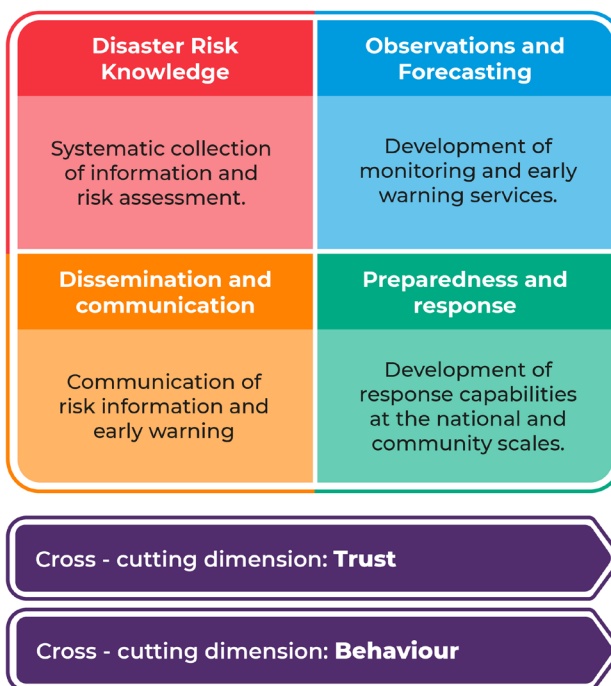 Disaster Risk
Knowledge
Systematic collection
of information and
risk assessment.
Observations and
Forecasting
Development of
monitoring and early
warning services.
Dissemination and
communication
Communication of
risk information and
early warning
Preparedness and
response
Development of
response capabilities
at the national and
community scales.
Cross - cutting dimension: Trust
Cross - cutting dimension: Behaviour